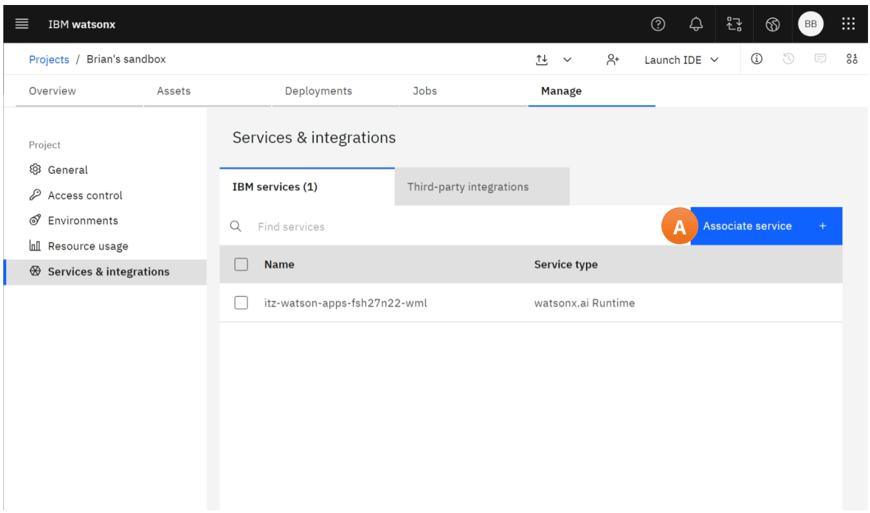 IBM watsonx
BB
Projects / Brian's sandbox
Launch IDE
Overview
Assets
Deployments
Jobs
Manage
Project
General
Access control
Environments
Resource usage
Services & integrations
Services & integrations
IBM services (1)
Third-party integrations
Find services
A
Associate service +
Name
Service type
itz-watson-apps-fsh27n22-wml
watsonx.ai Runtime